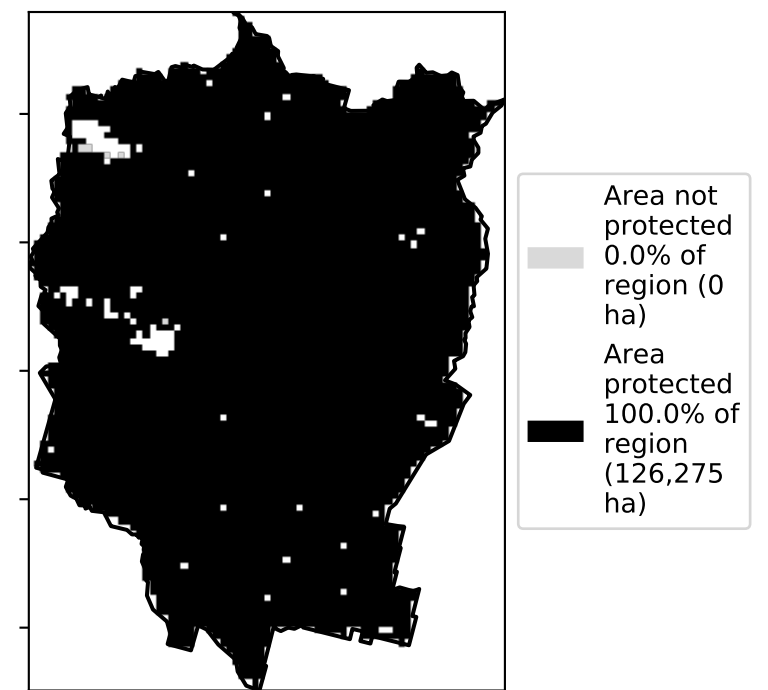 Area not
protected
0.0% of
region (0
ha)
Area
protected
100.0% of
region
(126,275
ha)